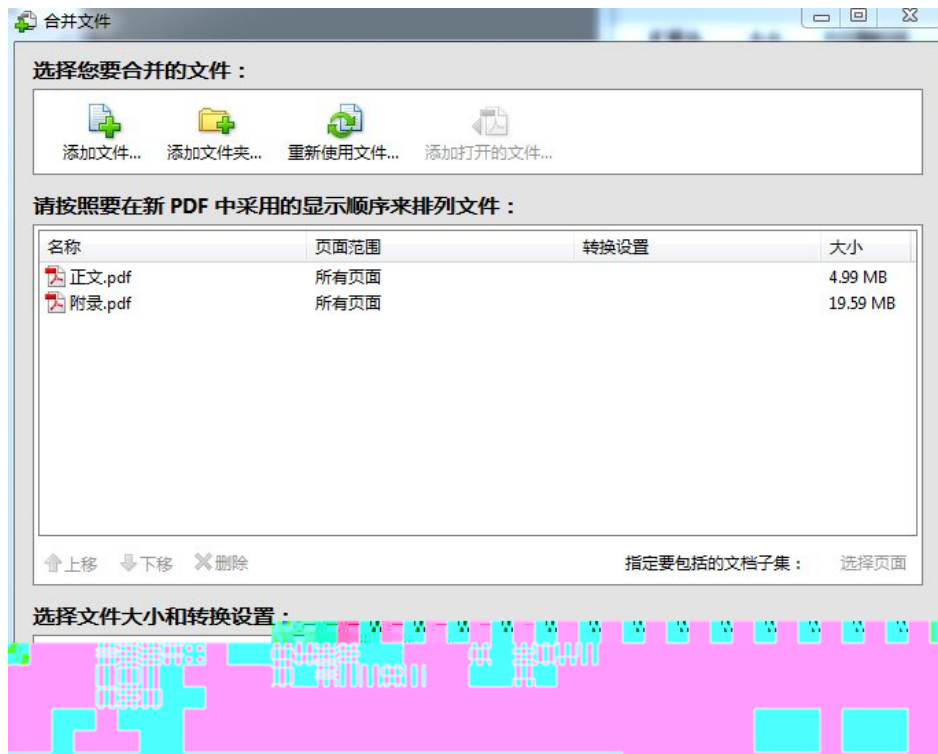 合并文件
选择您要合并的文件：
添加文件... 添加文件夹... 重新使用文件... 添加打开的文件...
请按照要在新 PDF 中采用的显示顺序来排列文件：
名称 页面范围 转换设置 大小
正文.pdf 所有页面 4.99 MB
附录.pdf 所有页面 19.59 MB
上移 下移 删除 指定要包括的文档子集： 选择页面
选择文件大小和转换设置：